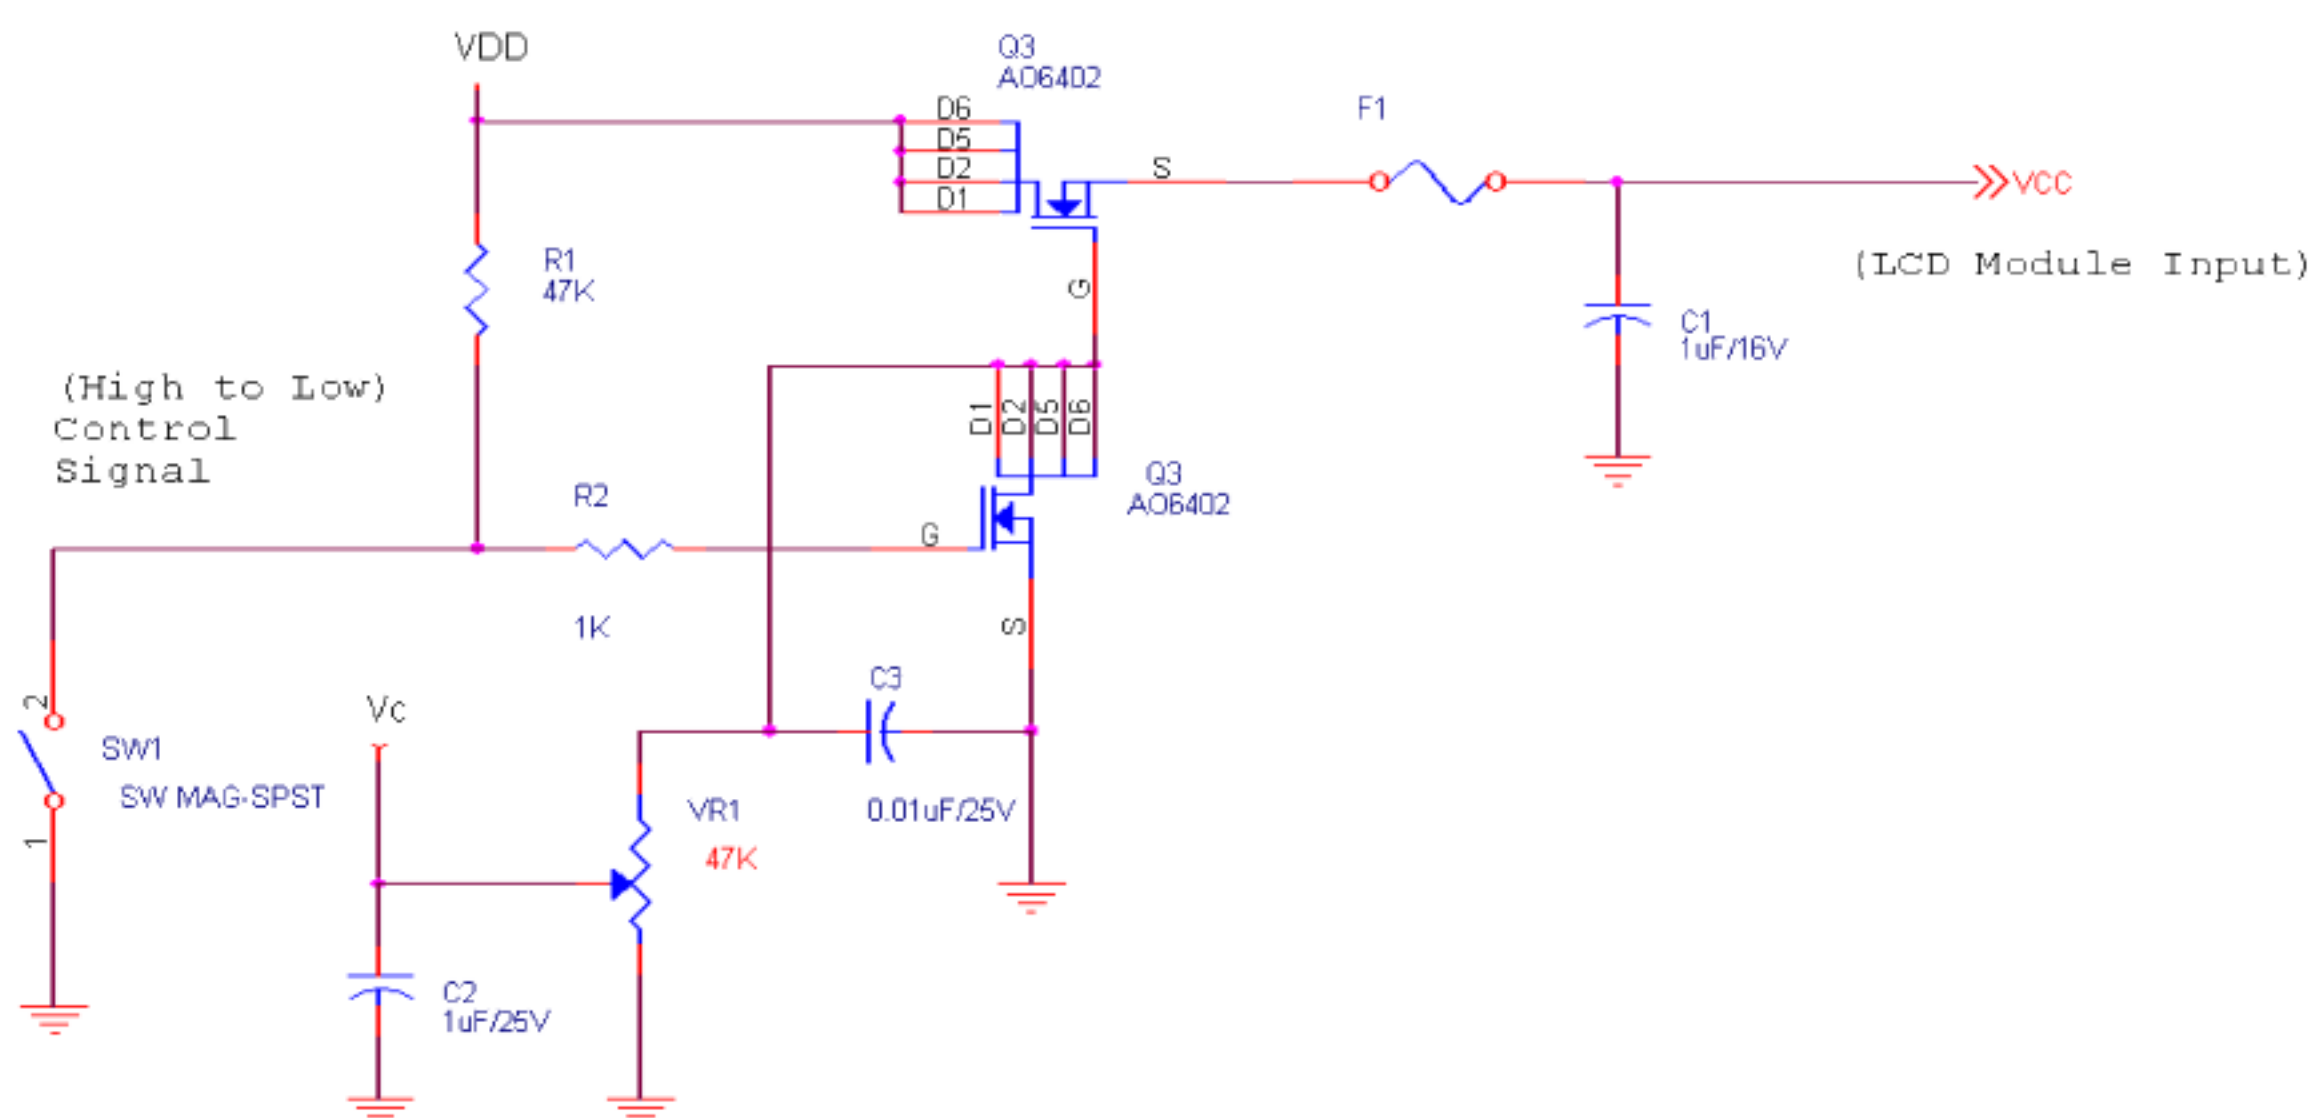 VDD
Q3
AO6402
F1
D6
D5
D2
D1
S
VCC
(LCD Module Input)
R1
47K
G
C1
1uF/16V
(High to Low)
Control
Signal
D1
D2
D5
D6
Q3
AO6402
R2
G
1K
S
C3
2
Vc
SW1
SW MAG-SPST
VR1
0.01uF/25V
47K
1
C2
1uF/25V